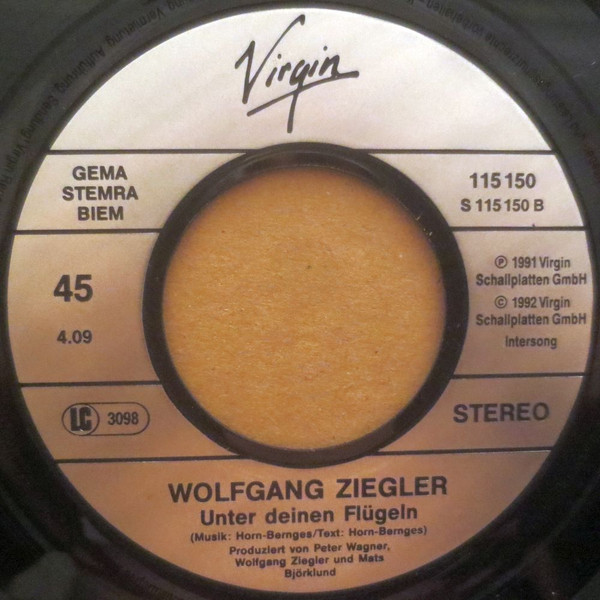 Virgin
GEMA
STEMRA
BIEM
115 150
S 115 150 B
45
4.09
℗ 1991 Virgin
Schallplatten GmbH
© 1992 Virgin
Schallplatten GmbH
Intersong
LC 3098
STEREO
WOLFGANG ZIEGLER
Unter deinen Flügeln
(Musik: Horn-Bernges/Text: Horn-Bernges)
Produziert von Peter Wagner,
Wolfgang Ziegler und Mats
Björklund